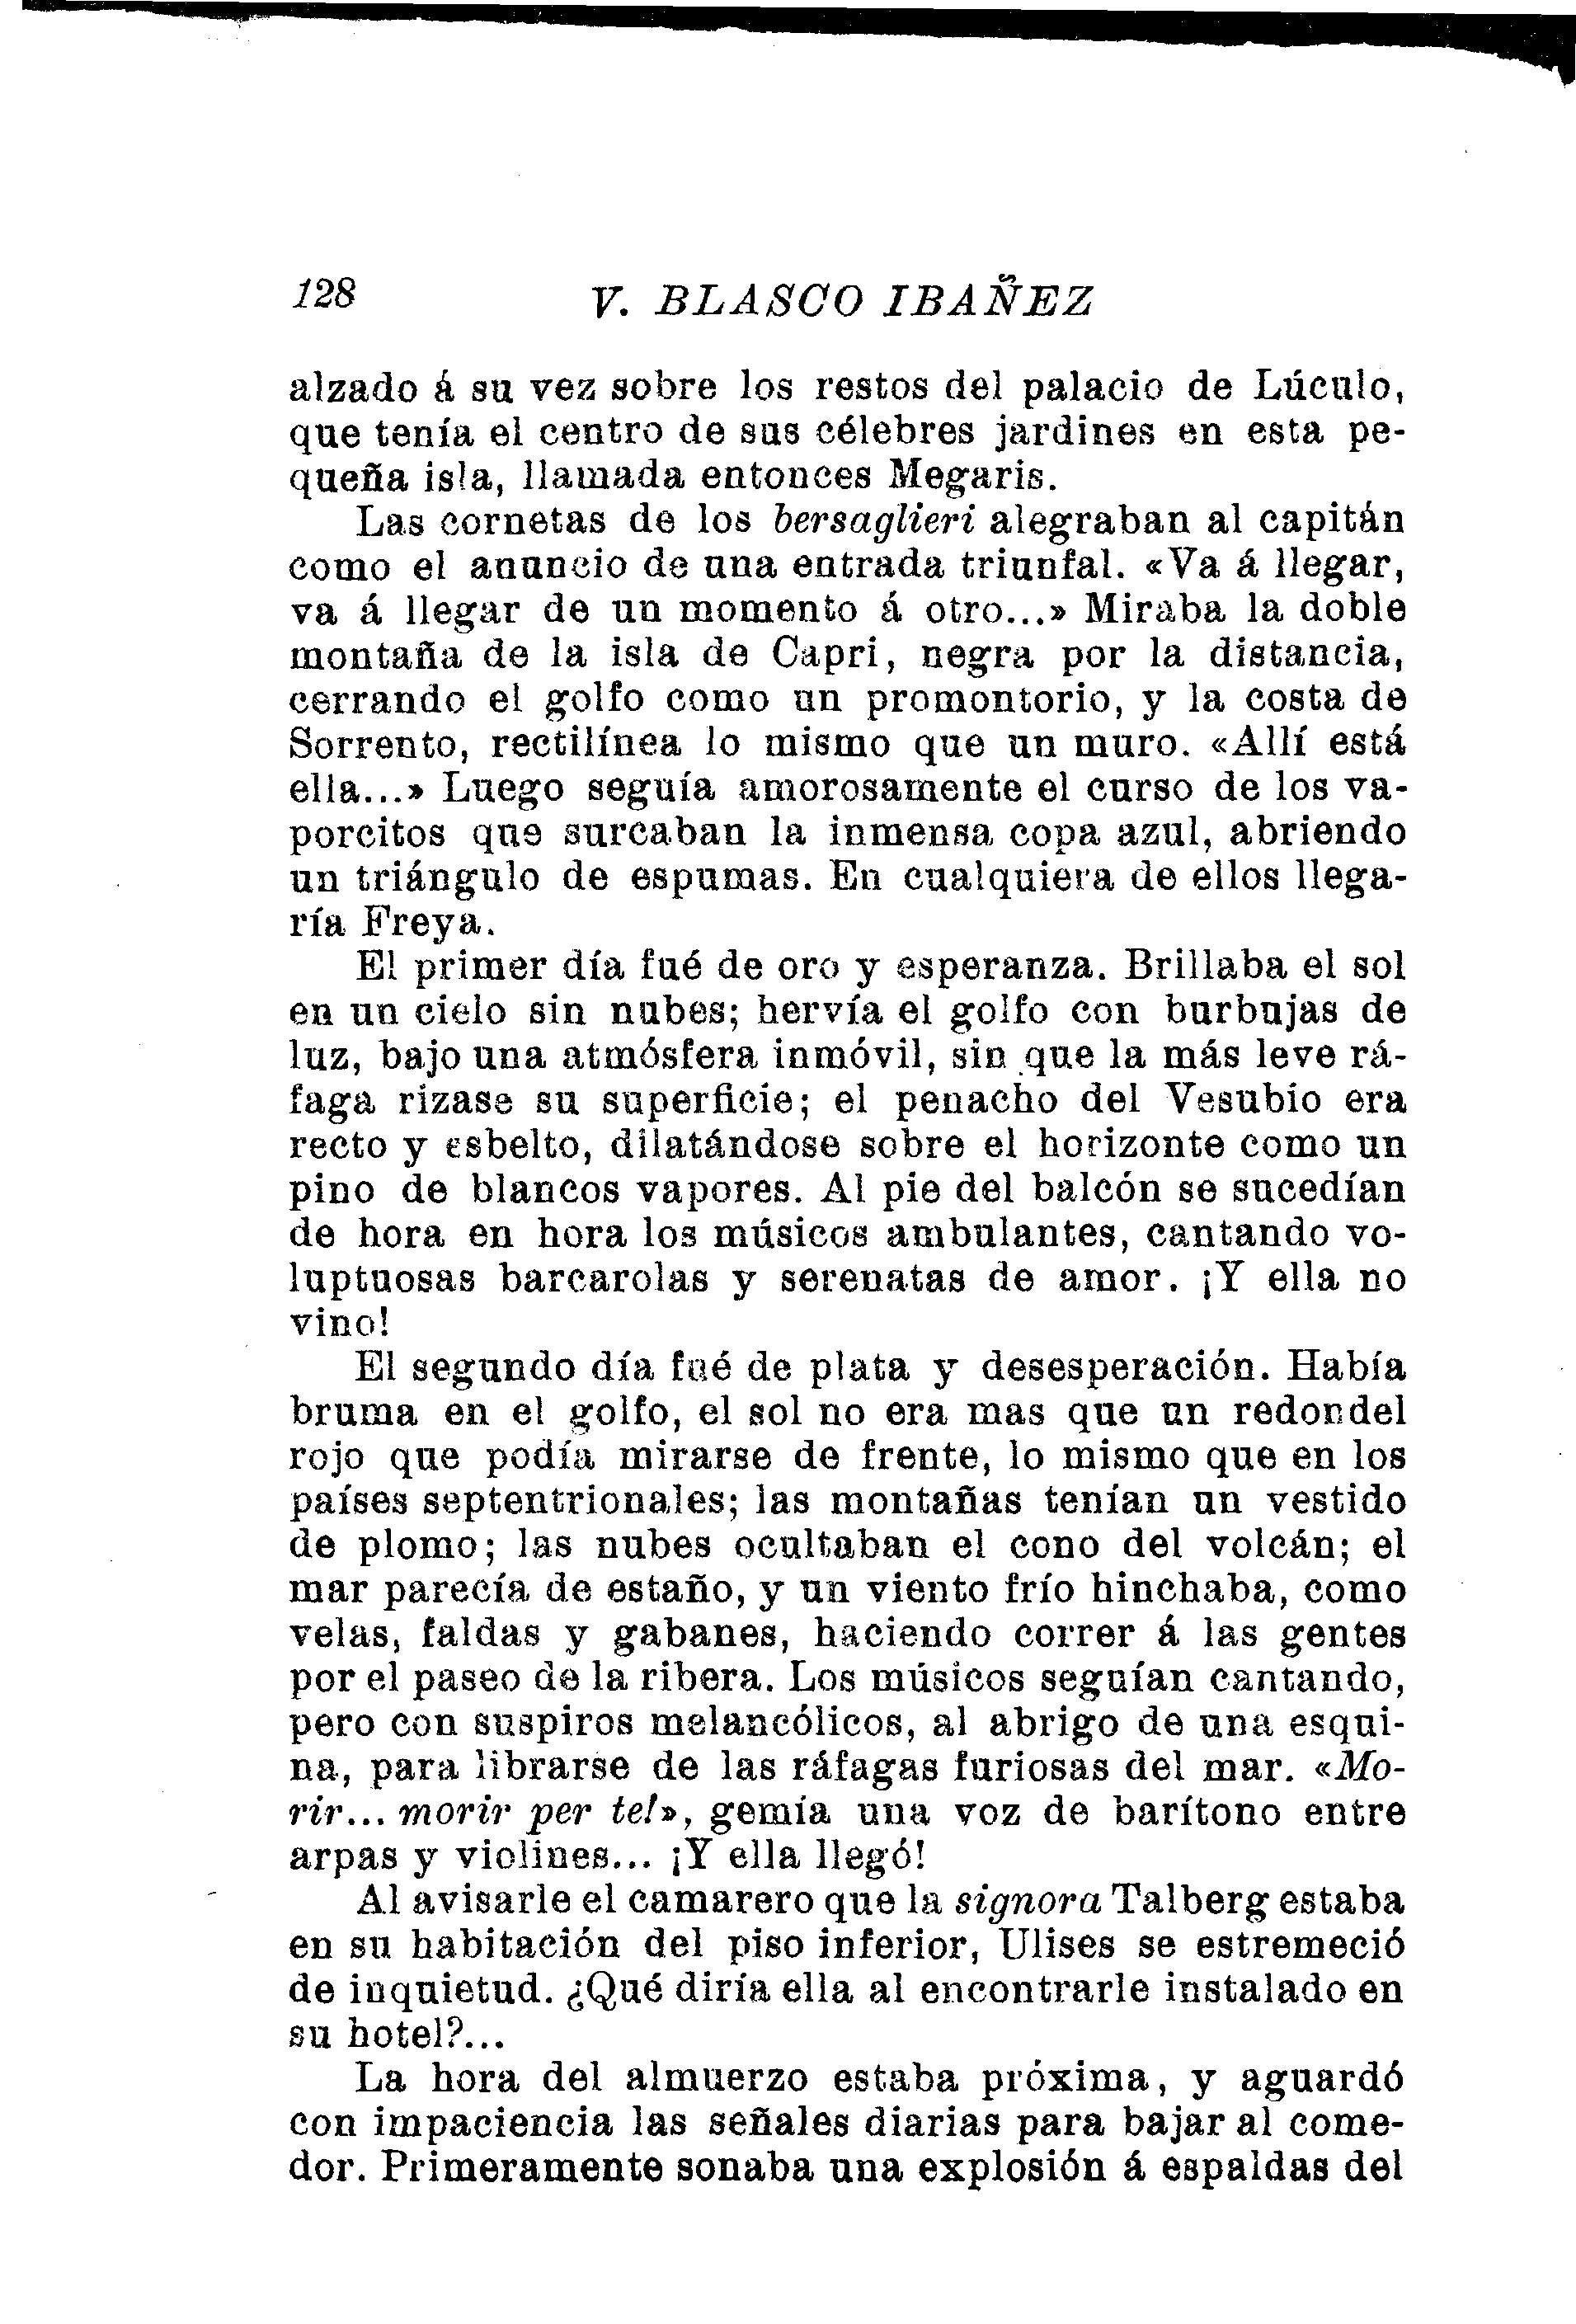 128
V. BLASCO IBAÑEZ
alzado á su vez sobre los restos del palacio de Lúculo,
que tenía el centro de sus célebres jardines en esta pe-
queña isla, llamada entonces Megaris.
Las cornetas de los bersaglieri alegraban al capitán
como el anuncio de una entrada triunfal. «Va á llegar,
va á llegar de un momento á otro...» Miraba la doble
montaña de la isla de Capri, negra por la distancia,
cerrando el golfo como un promontorio, y la costa de
Sorrento, rectilínea lo mismo que un muro. «Allí está
ella...» Luego seguía amorosamente el curso de los va-
porcitos que surcaban la inmensa copa azul, abriendo
un triángulo de espumas. En cualquiera de ellos llega-
ría Freya.
El primer día fué de oro y esperanza. Brillaba el sol
en un cielo sin nubes; hervía el golfo con burbujas de
luz, bajo una atmósfera inmóvil, sin que la más leve rá-
faga rizase su superficie; el penacho del Vesubio era
recto y esbelto, dilatándose sobre el horizonte como un
pino de blancos vapores. Al pie del balcón se sucedían
de hora en hora los músicos ambulantes, cantando vo-
luptuosas barcarolas y serenatas de amor. ¡Y ella no
vino!
El segundo día fué de plata y desesperación. Había
bruma en el golfo, el sol no era mas que un redondel
rojo que podía mirarse de frente, lo mismo que en los
países septentrionales; las montañas tenían un vestido
de plomo; las nubes ocultaban el cono del volcán; el
mar parecía de estaño, y un viento frío hinchaba, como
velas, faldas y gabanes, haciendo correr á las gentes
por el paseo de la ribera. Los músicos seguían cantando,
pero con suspiros melancólicos, al abrigo de una esqui-
na, para librarse de las ráfagas furiosas del mar. «Mo-
rir... morir per te!», gemía una voz de barítono entre
arpas y violines... ¡Y ella llegó!
Al avisarle el camarero que la signora Talberg estaba
en su habitación del piso inferior, Ulises se estremeció
de inquietud. ¿Qué diría ella al encontrarle instalado en
su hotel?...
La hora del almuerzo estaba próxima, y aguardó
con impaciencia las señales diarias para bajar al come-
dor. Primeramente sonaba una explosión á espaldas del